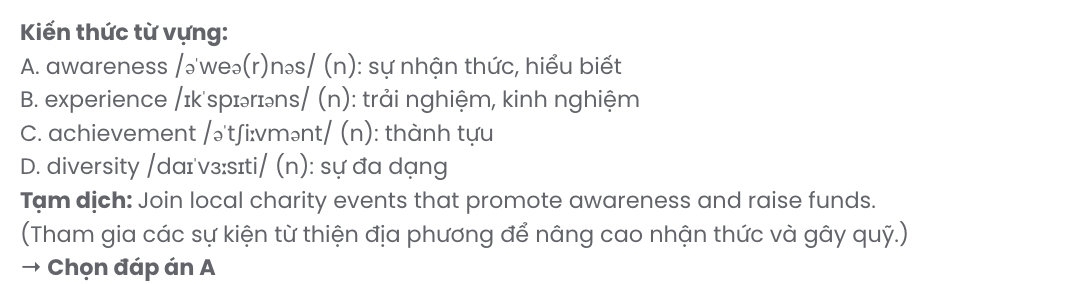 Kiến thức từ vựng:
A. awareness /əˈweə(r)nəs/ (n): sự nhận thức, hiểu biết
B. experience /ɪkˈspɪərɪəns/ (n): trải nghiệm, kinh nghiệm
C. achievement /əˈtʃiːvmənt/ (n): thành tựu
D. diversity /daɪˈvɜːsɪti/ (n): sự đa dạng
Tạm dịch: Join local charity events that promote awareness and raise funds.
(Tham gia các sự kiện từ thiện địa phương để nâng cao nhận thức và gây quỹ.)
→ Chọn đáp án A